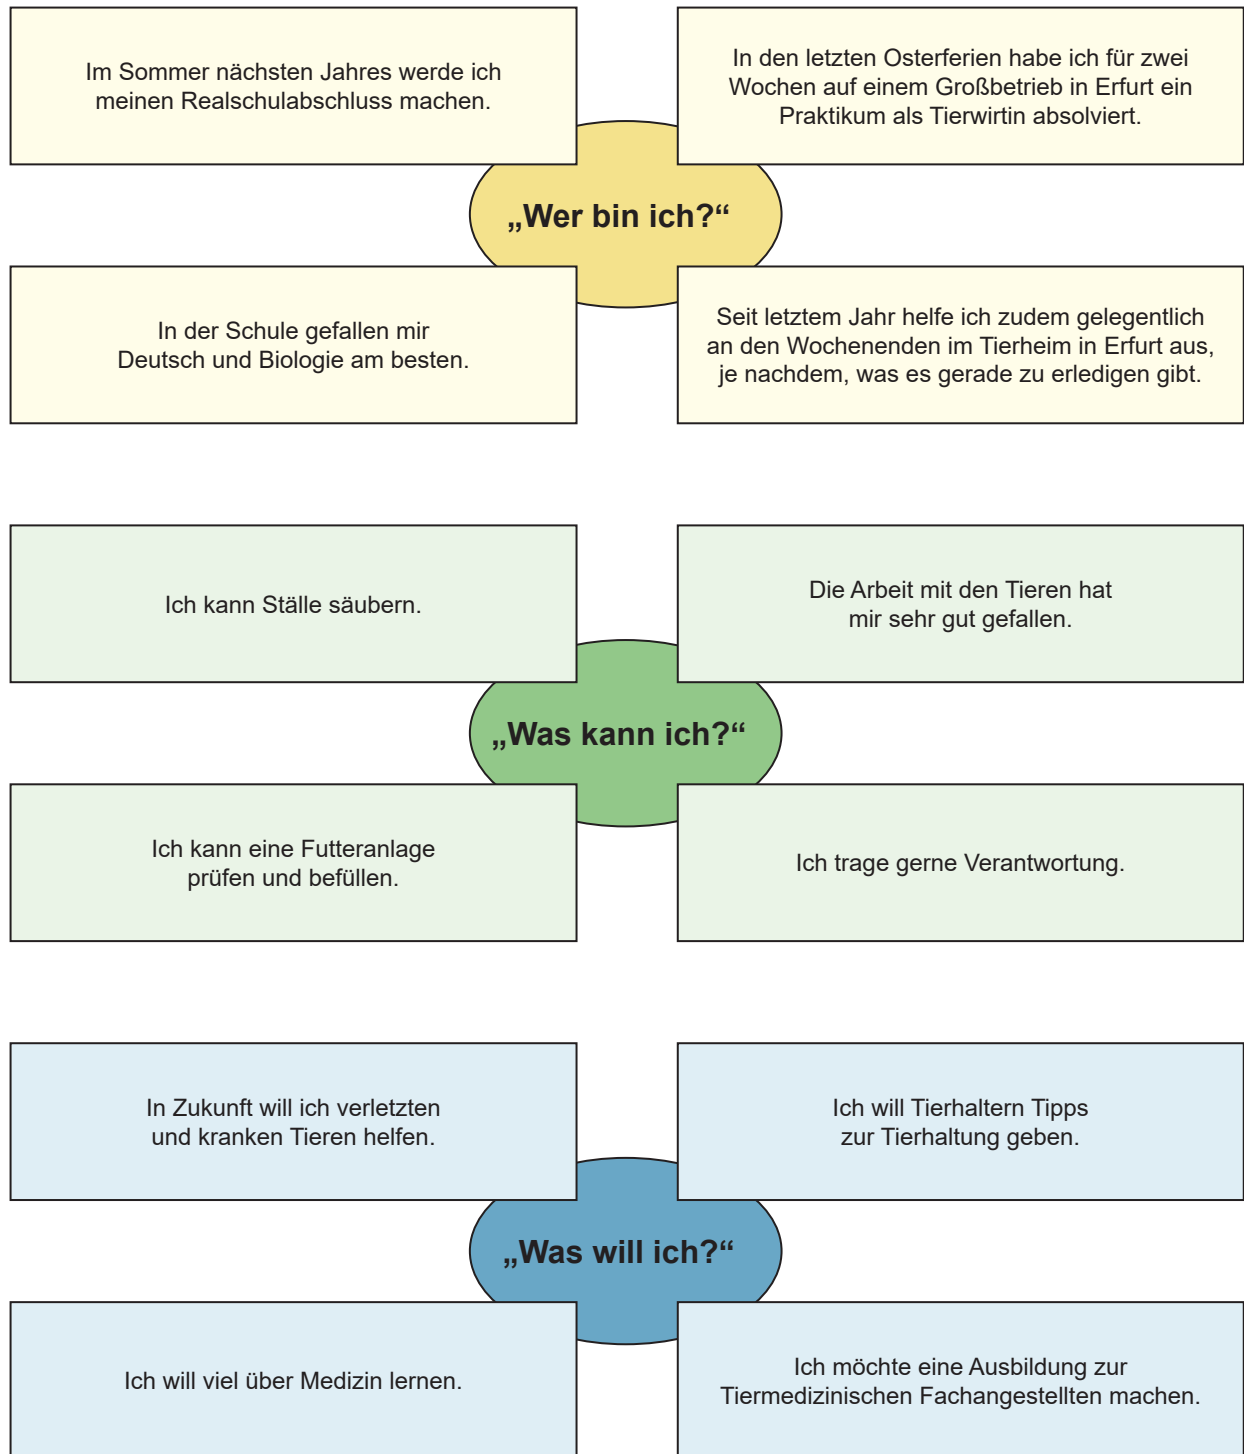 Im Sommer nächsten Jahres werde ich
meinen Realschulabschluss machen.
In den letzten Osterferien habe ich für zwei
Wochen auf einem Großbetrieb in Erfurt ein
Praktikum als Tierwirtin absolviert.
„Wer bin ich?“
In der Schule gefallen mir
Deutsch und Biologie am besten.
Seit letztem Jahr helfe ich zudem gelegentlich
an den Wochenenden im Tierheim in Erfurt aus,
je nachdem, was es gerade zu erledigen gibt.
Ich kann Ställe säubern.
Die Arbeit mit den Tieren hat
mir sehr gut gefallen.
„Was kann ich?“
Ich kann eine Futteranlage
prüfen und befüllen.
Ich trage gerne Verantwortung.
In Zukunft will ich verletzten
und kranken Tieren helfen.
Ich will Tierhaltern Tipps
zur Tierhaltung geben.
„Was will ich?“
Ich will viel über Medizin lernen.
Ich möchte eine Ausbildung zur
Tiermedizinischen Fachangestellten machen.